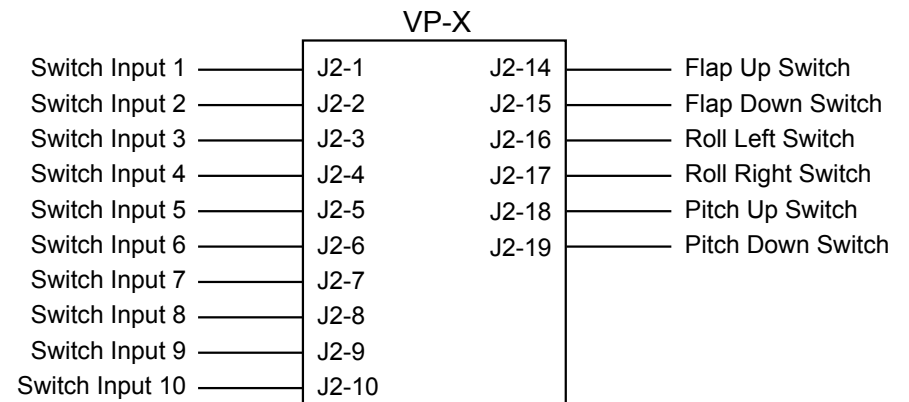 VP-X
Switch Input 1 J2-1 J2-14 Flap Up Switch
Switch Input 2 J2-2 J2-15 Flap Down Switch
Switch Input 3 J2-3 J2-16 Roll Left Switch
Switch Input 4 J2-4 J2-17 Roll Right Switch
Switch Input 5 J2-5 J2-18 Pitch Up Switch
Switch Input 6 J2-6 J2-19 Pitch Down Switch
Switch Input 7 J2-7
Switch Input 8 J2-8
Switch Input 9 J2-9
Switch Input 10 J2-10